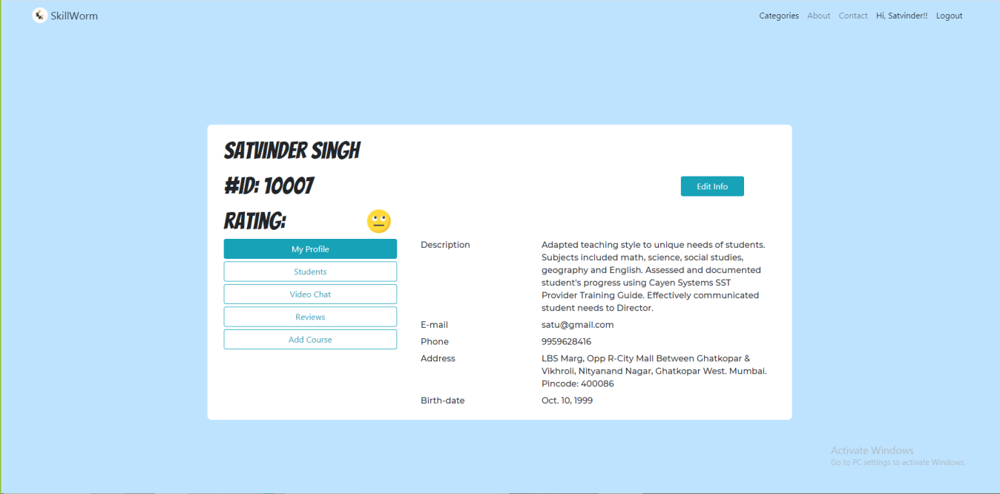 SkillWorm
Categories About Contact Hi, Satvinder!! Logout
SATVINDER SINGH
#ID: 10007
Edit Info
RATING:
My Profile
Students
Video Chat
Reviews
Add Course
Description
Adapted teaching style to unique needs of students.
Subjects included math, science, social studies,
geography and English. Assessed and documented
student's progress using Cayen Systems SST
Provider Training Guide. Effectively communicated
student needs to Director.
E-mail
satu@gmail.com
Phone
9959628416
Address
LBS Marg, Opp R-City Mall Between Ghatkopar &
Vikhroli, Nityanand Nagar, Ghatkopar West. Mumbai.
Pincode: 400086
Birth-date
Oct. 10, 1999
Activate Windows
Go to PC settings to activate Windows.